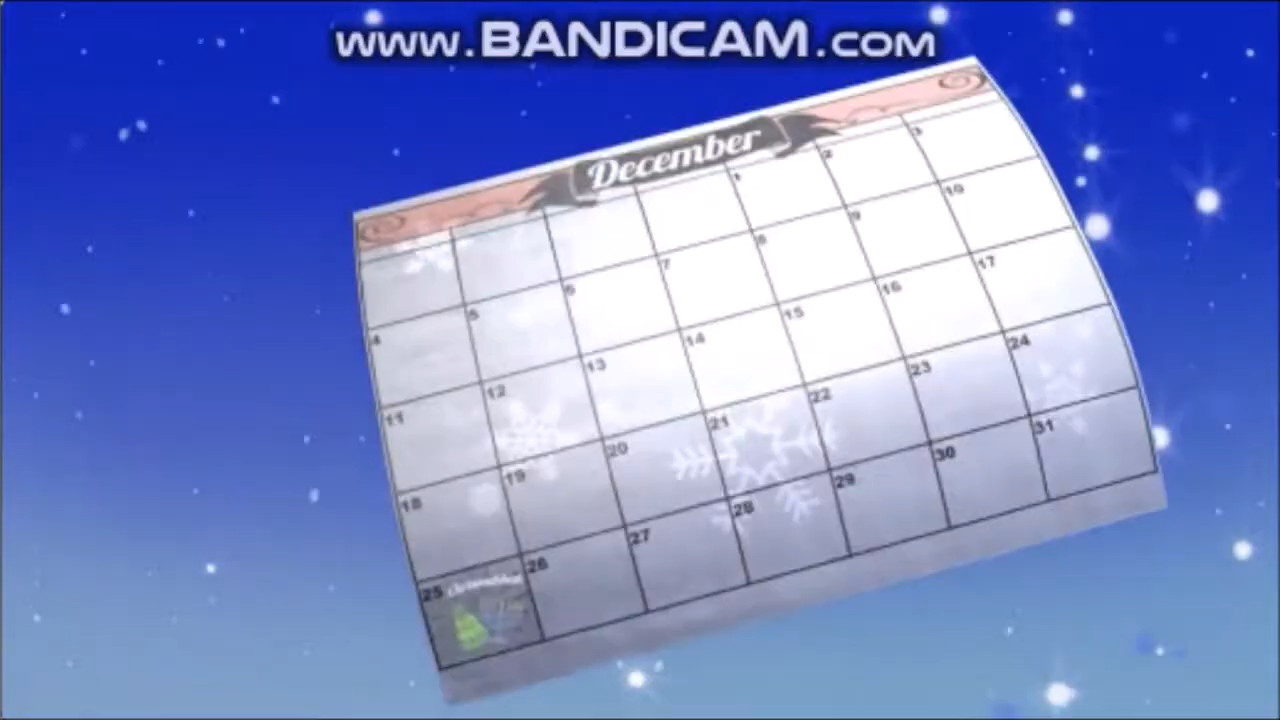 www.BANDICAM.COM
December
1 2 3
4 5 6 7 8 9 10
11 12 13 14 15 16 17
18 19 20 21 22 23 24
25 26 27 28 29 30 31